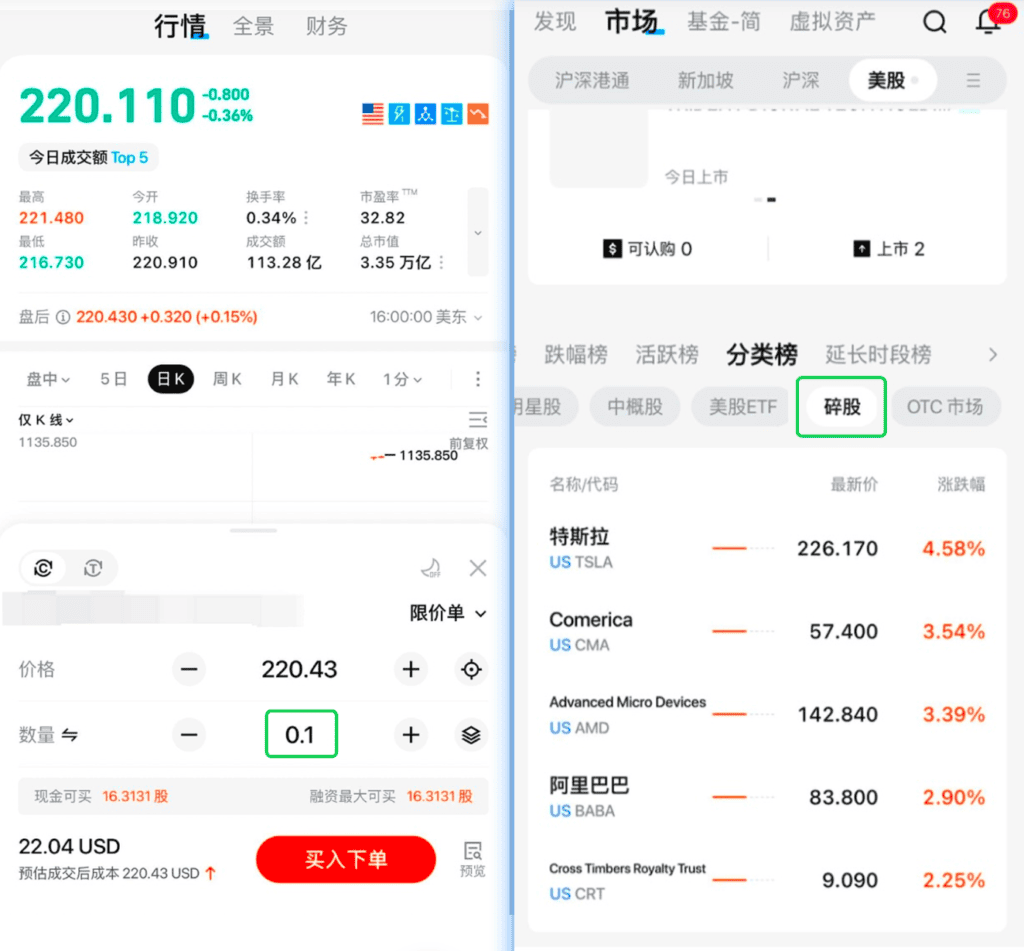 行情 全景 财务
220.110 -0.800
-0.36%
今日成交额 Top 5
最高 今开 换手率 市盈率TTM
221.480 218.920 0.34% 32.82
最低 昨收 成交额 总市值
216.730 220.910 113.28 亿 3.35 万亿
盘后 220.430 +0.320 (+0.15%) 16:00:00 美东
盘中 5日 日K 周K 月K 年K 1分
仅K线
1135.850
前复权
1135.850
限价单
价格 220.43
数量 0.1
现金可买 16.3131 股 融资最大可买 16.3131 股
22.04 USD
预估成交后成本 220.43 USD
买入下单
预览
发现 市场 基金-简 虚拟资产 76
沪深港通 新加坡 沪深 美股
今日上市
可认购 0 上市 2
跌幅榜 活跃榜 分类榜 延长时段榜
明星股 中概股 美股ETF 碎股 OTC 市场
名称/代码 最新价 涨跌幅
特斯拉 226.170 4.58%
US TSLA
Comerica 57.400 3.54%
US CMA
Advanced Micro Devices 142.840 3.39%
US AMD
阿里巴巴 83.800 2.90%
US BABA
Cross Timbers Royalty Trust 9.090 2.25%
US CRT